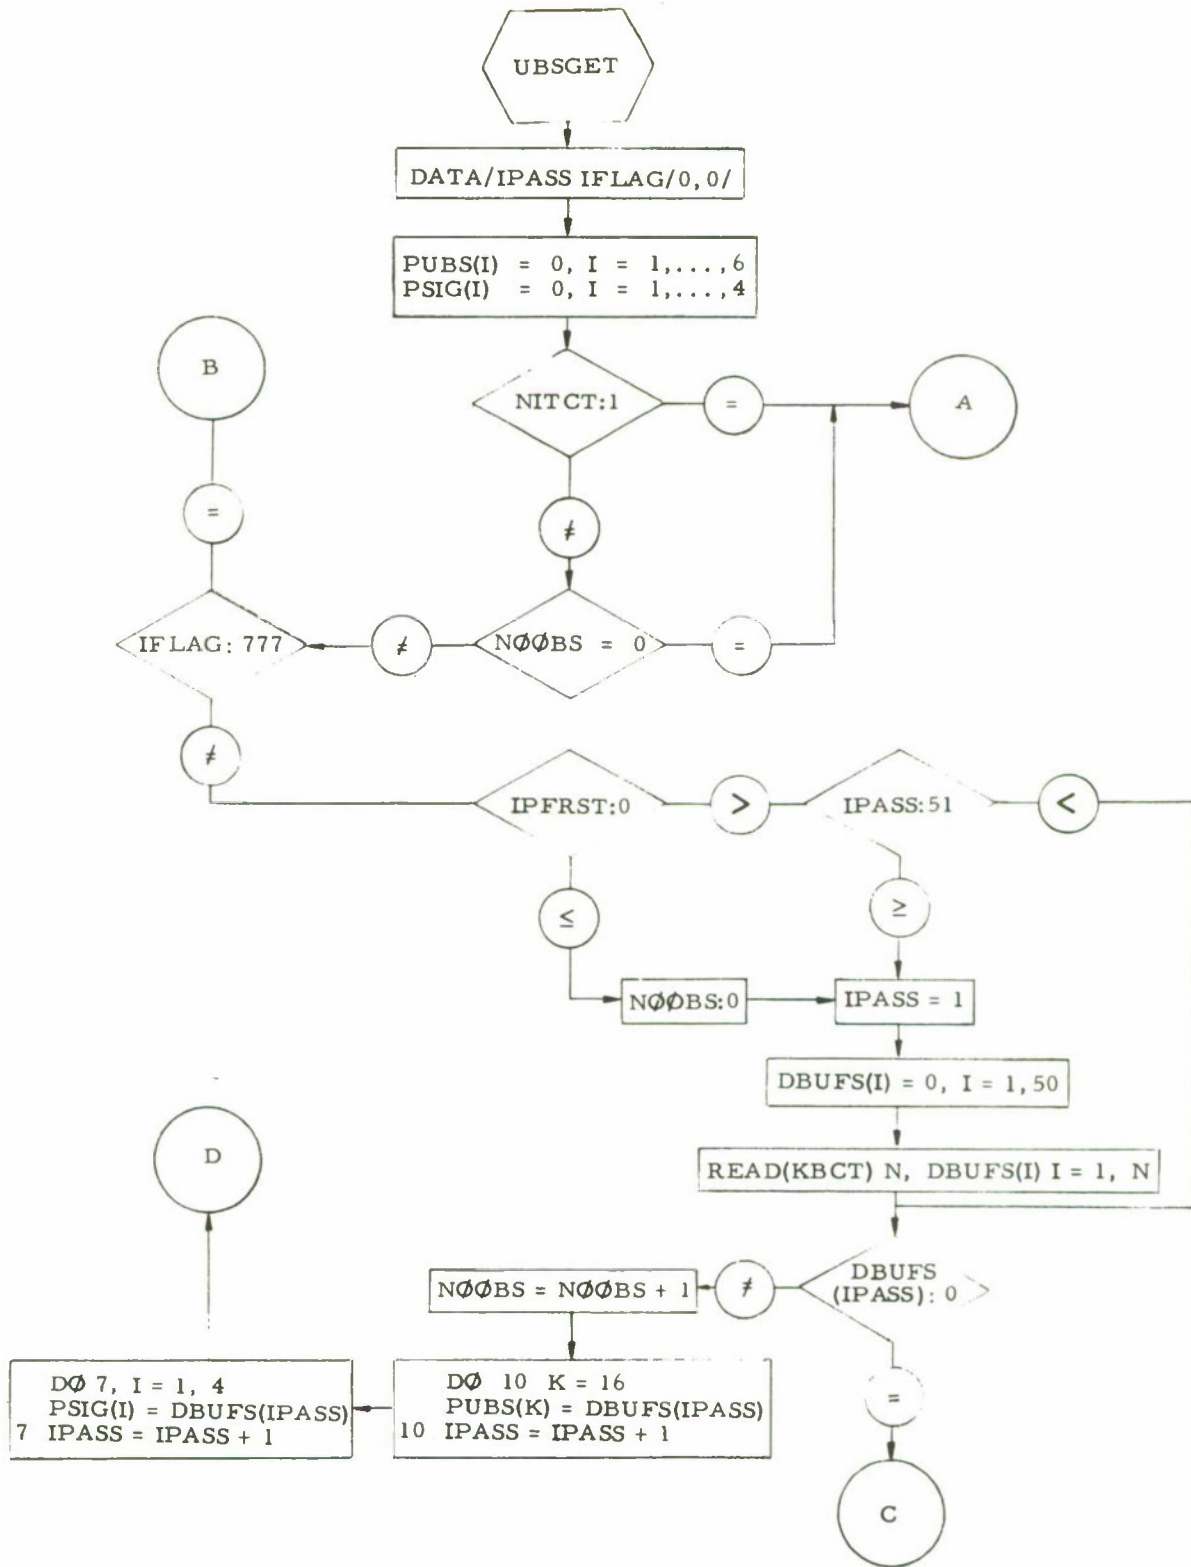 UBSGET
DATA/IPASS IFLAG/0, 0/
PUBS(I) = 0, I = 1,...,6
PSIG(I) = 0, I = 1,...,4
B
NITCT:1
=
A
=
≠
IFLAG: 777
≠
NØØBS = 0
=
≠
IPFRST:0
>
IPASS:51
<
≤
≥
NØØBS:0
IPASS = 1
DBUFS(I) = 0, I = 1, 50
D
READ(KBCT) N, DBUFS(I) I = 1, N
NØØBS = NØØBS + 1
≠
DBUFS
(IPASS): 0
DØ 7, I = 1, 4
PSIG(I) = DBUFS(IPASS)
7 IPASS = IPASS + 1
DØ 10 K = 16
PUBS(K) = DBUFS(IPASS)
10 IPASS = IPASS + 1
=
C